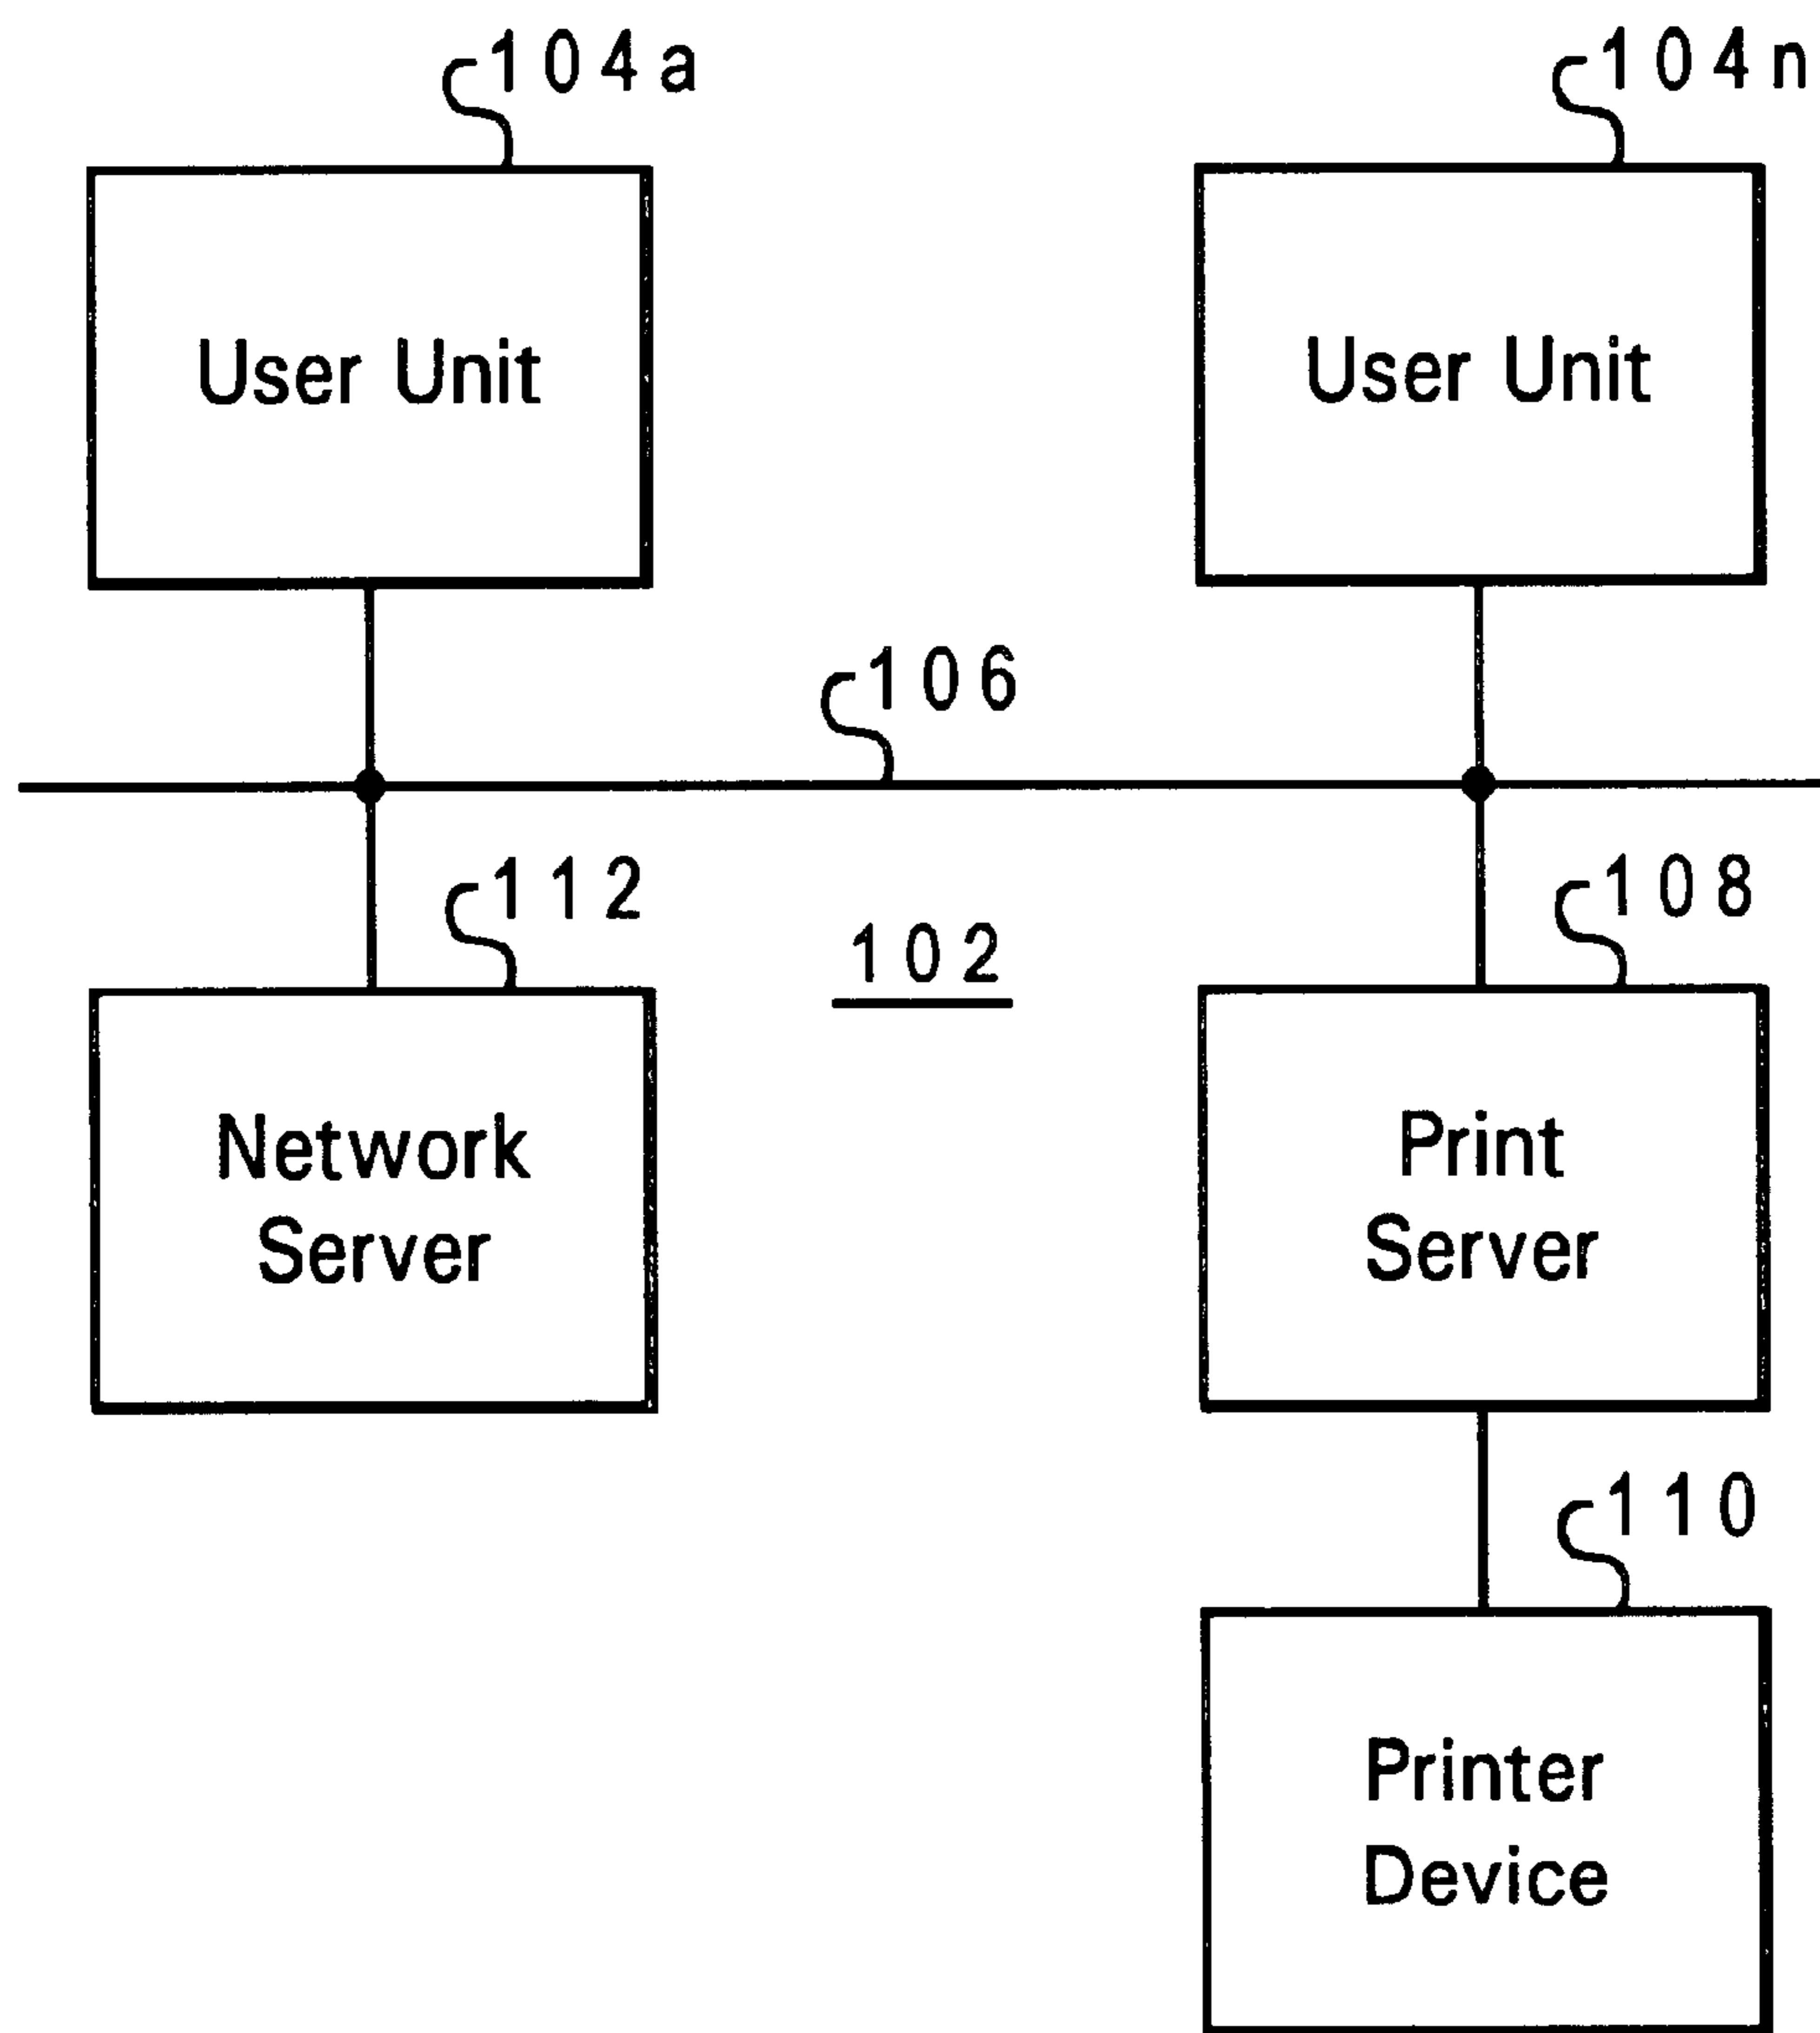 104a
104n
User Unit
User Unit
106
112
102
108
Network
Server
Print
Server
110
Printer
Device